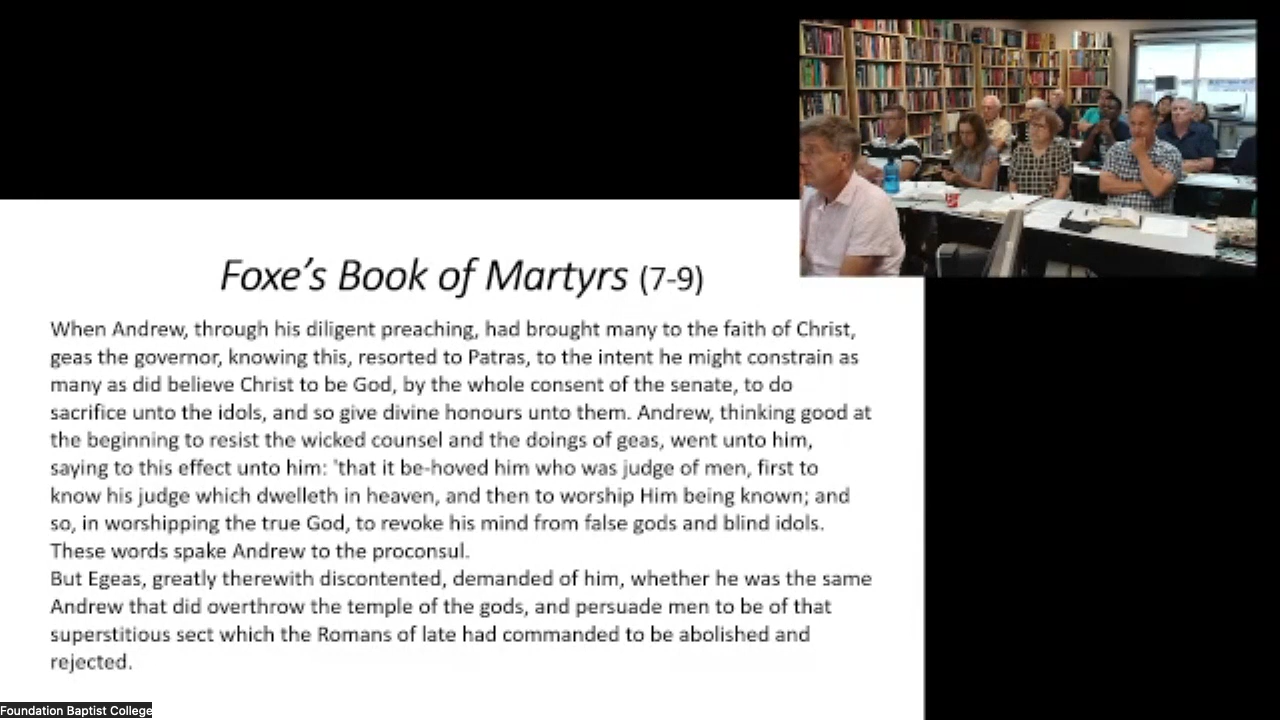 Foxe's Book of Martyrs (7-9)
When Andrew, through his diligent preaching, had brought many to the faith of Christ,
geas the governor, knowing this, resorted to Patras, to the intent he might constrain as
many as did believe Christ to be God, by the whole consent of the senate, to do
sacrifice unto the idols, and so give divine honours unto them. Andrew, thinking good at
the beginning to resist the wicked counsel and the doings of geas, went unto him,
saying to this effect unto him: 'that it be-hoved him who was judge of men, first to
know his judge which dwelleth in heaven, and then to worship Him being known; and
so, in worshipping the true God, to revoke his mind from false gods and blind idols.
These words spake Andrew to the proconsul.
But Egeas, greatly therewith discontented, demanded of him, whether he was the same
Andrew that did overthrow the temple of the gods, and persuade men to be of that
superstitious sect which the Romans of late had commanded to be abolished and
rejected.
Foundation Baptist College